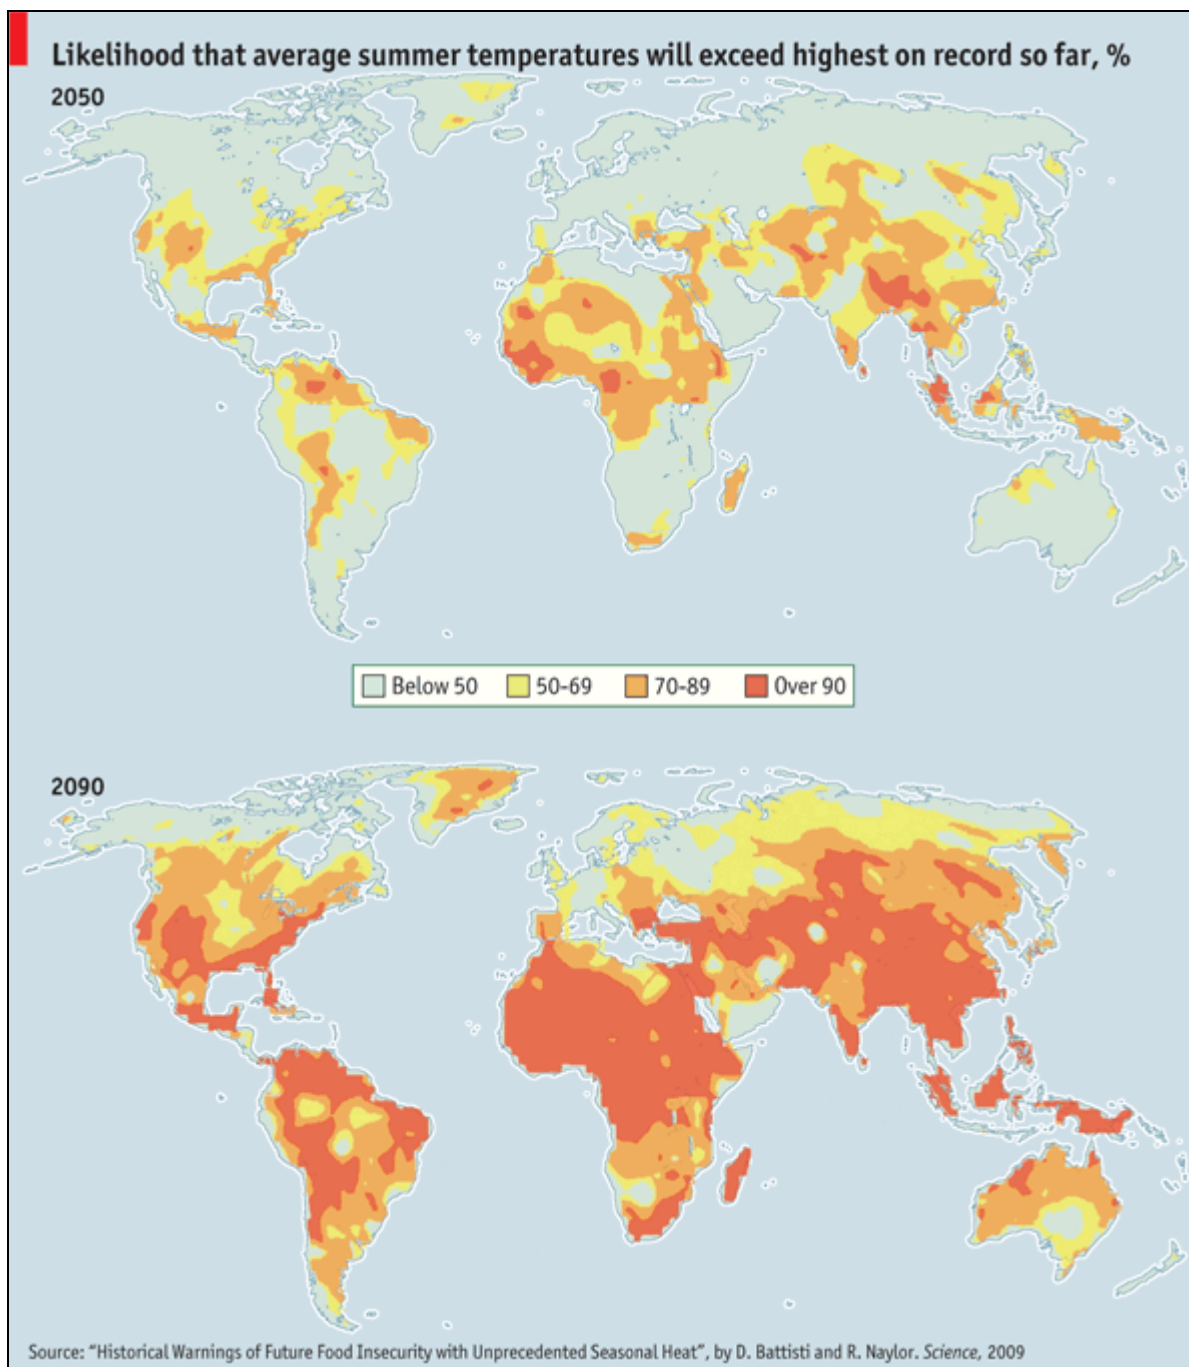 Likelihood that average summer temperatures will exceed highest on record so far, %
2050
Below 50
50-69
70-89
Over 90
2090
Source: “Historical Warnings of Future Food Insecurity with Unprecedented Seasonal Heat”, by D. Battisti and R. Naylor. Science, 2009